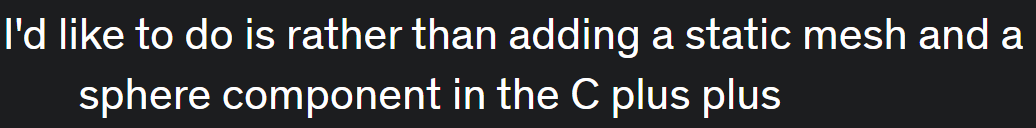 I'd like to do is rather than adding a static mesh and a
sphere component in the C plus plus